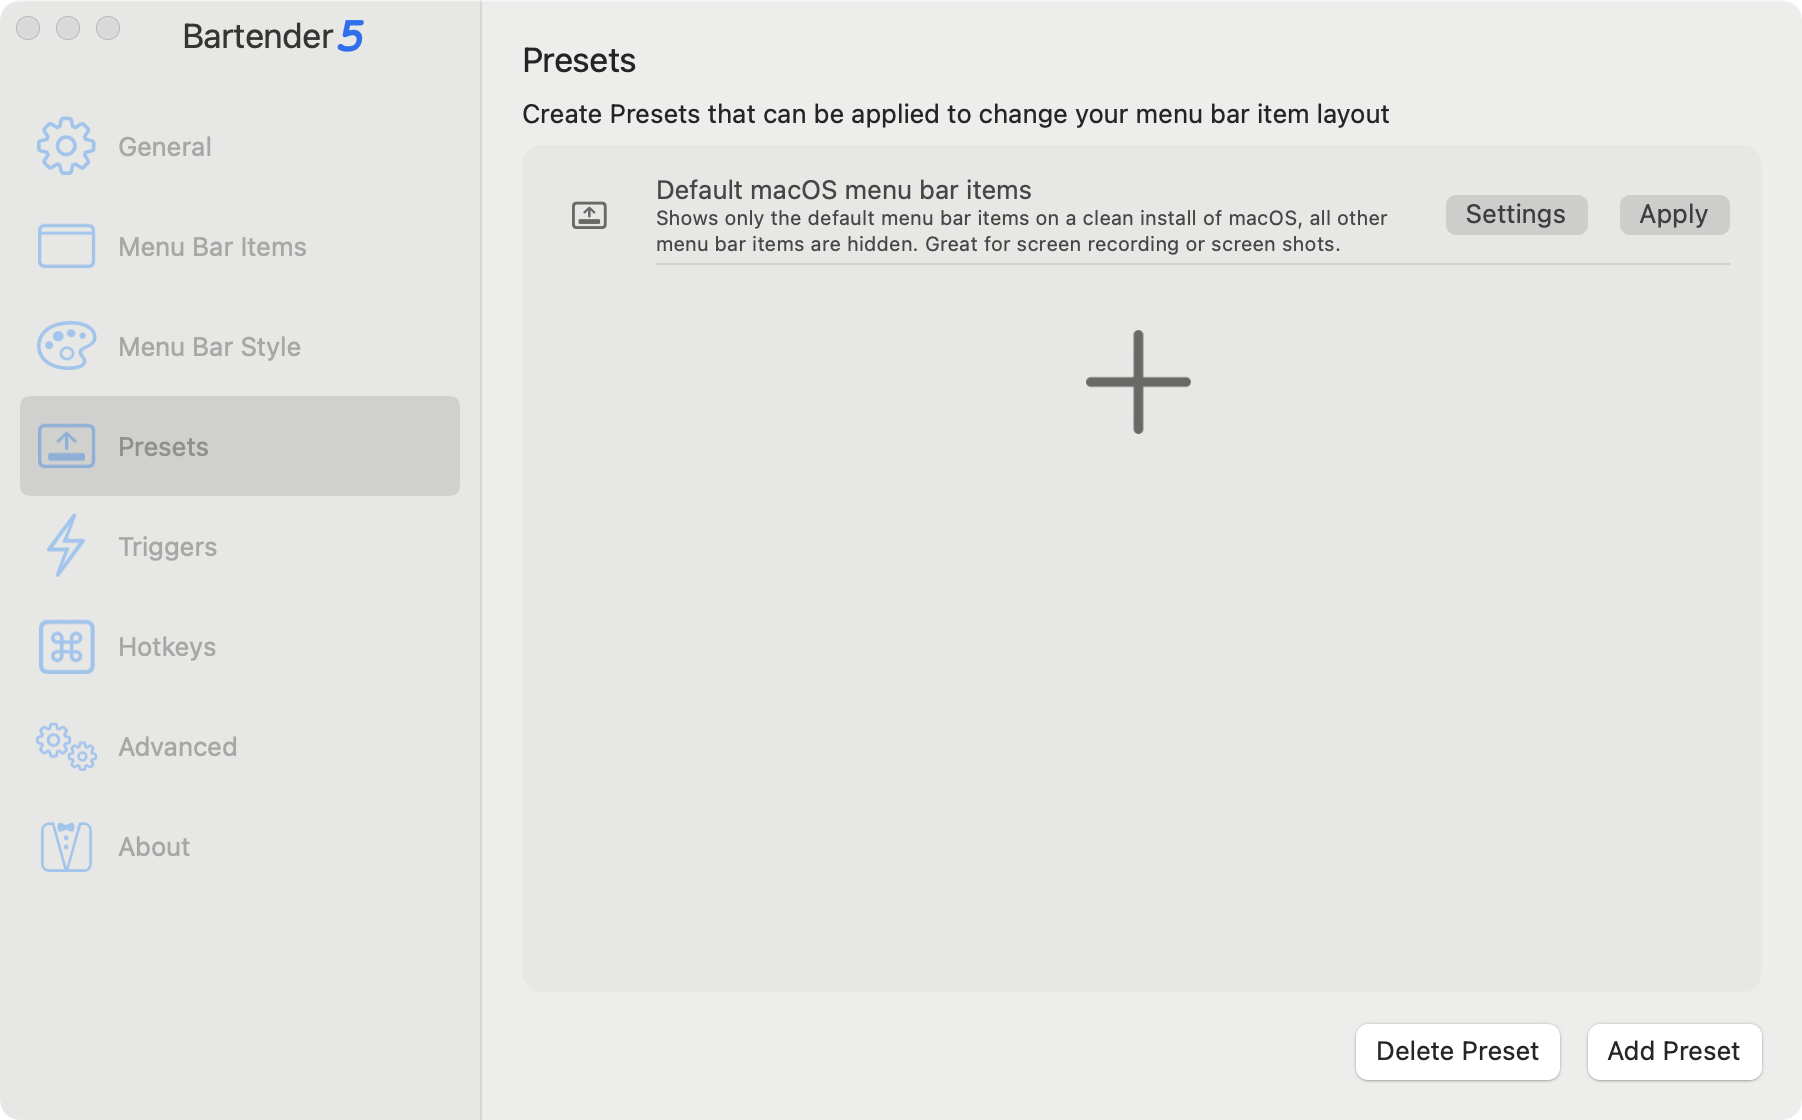 Bartender 5
General
Menu Bar Items
Menu Bar Style
Presets
Triggers
Hotkeys
Advanced
About
Presets
Create Presets that can be applied to change your menu bar item layout
Default macOS menu bar items
Shows only the default menu bar items on a clean install of macOS, all other
menu bar items are hidden. Great for screen recording or screen shots.
Settings
Apply
Delete Preset
Add Preset